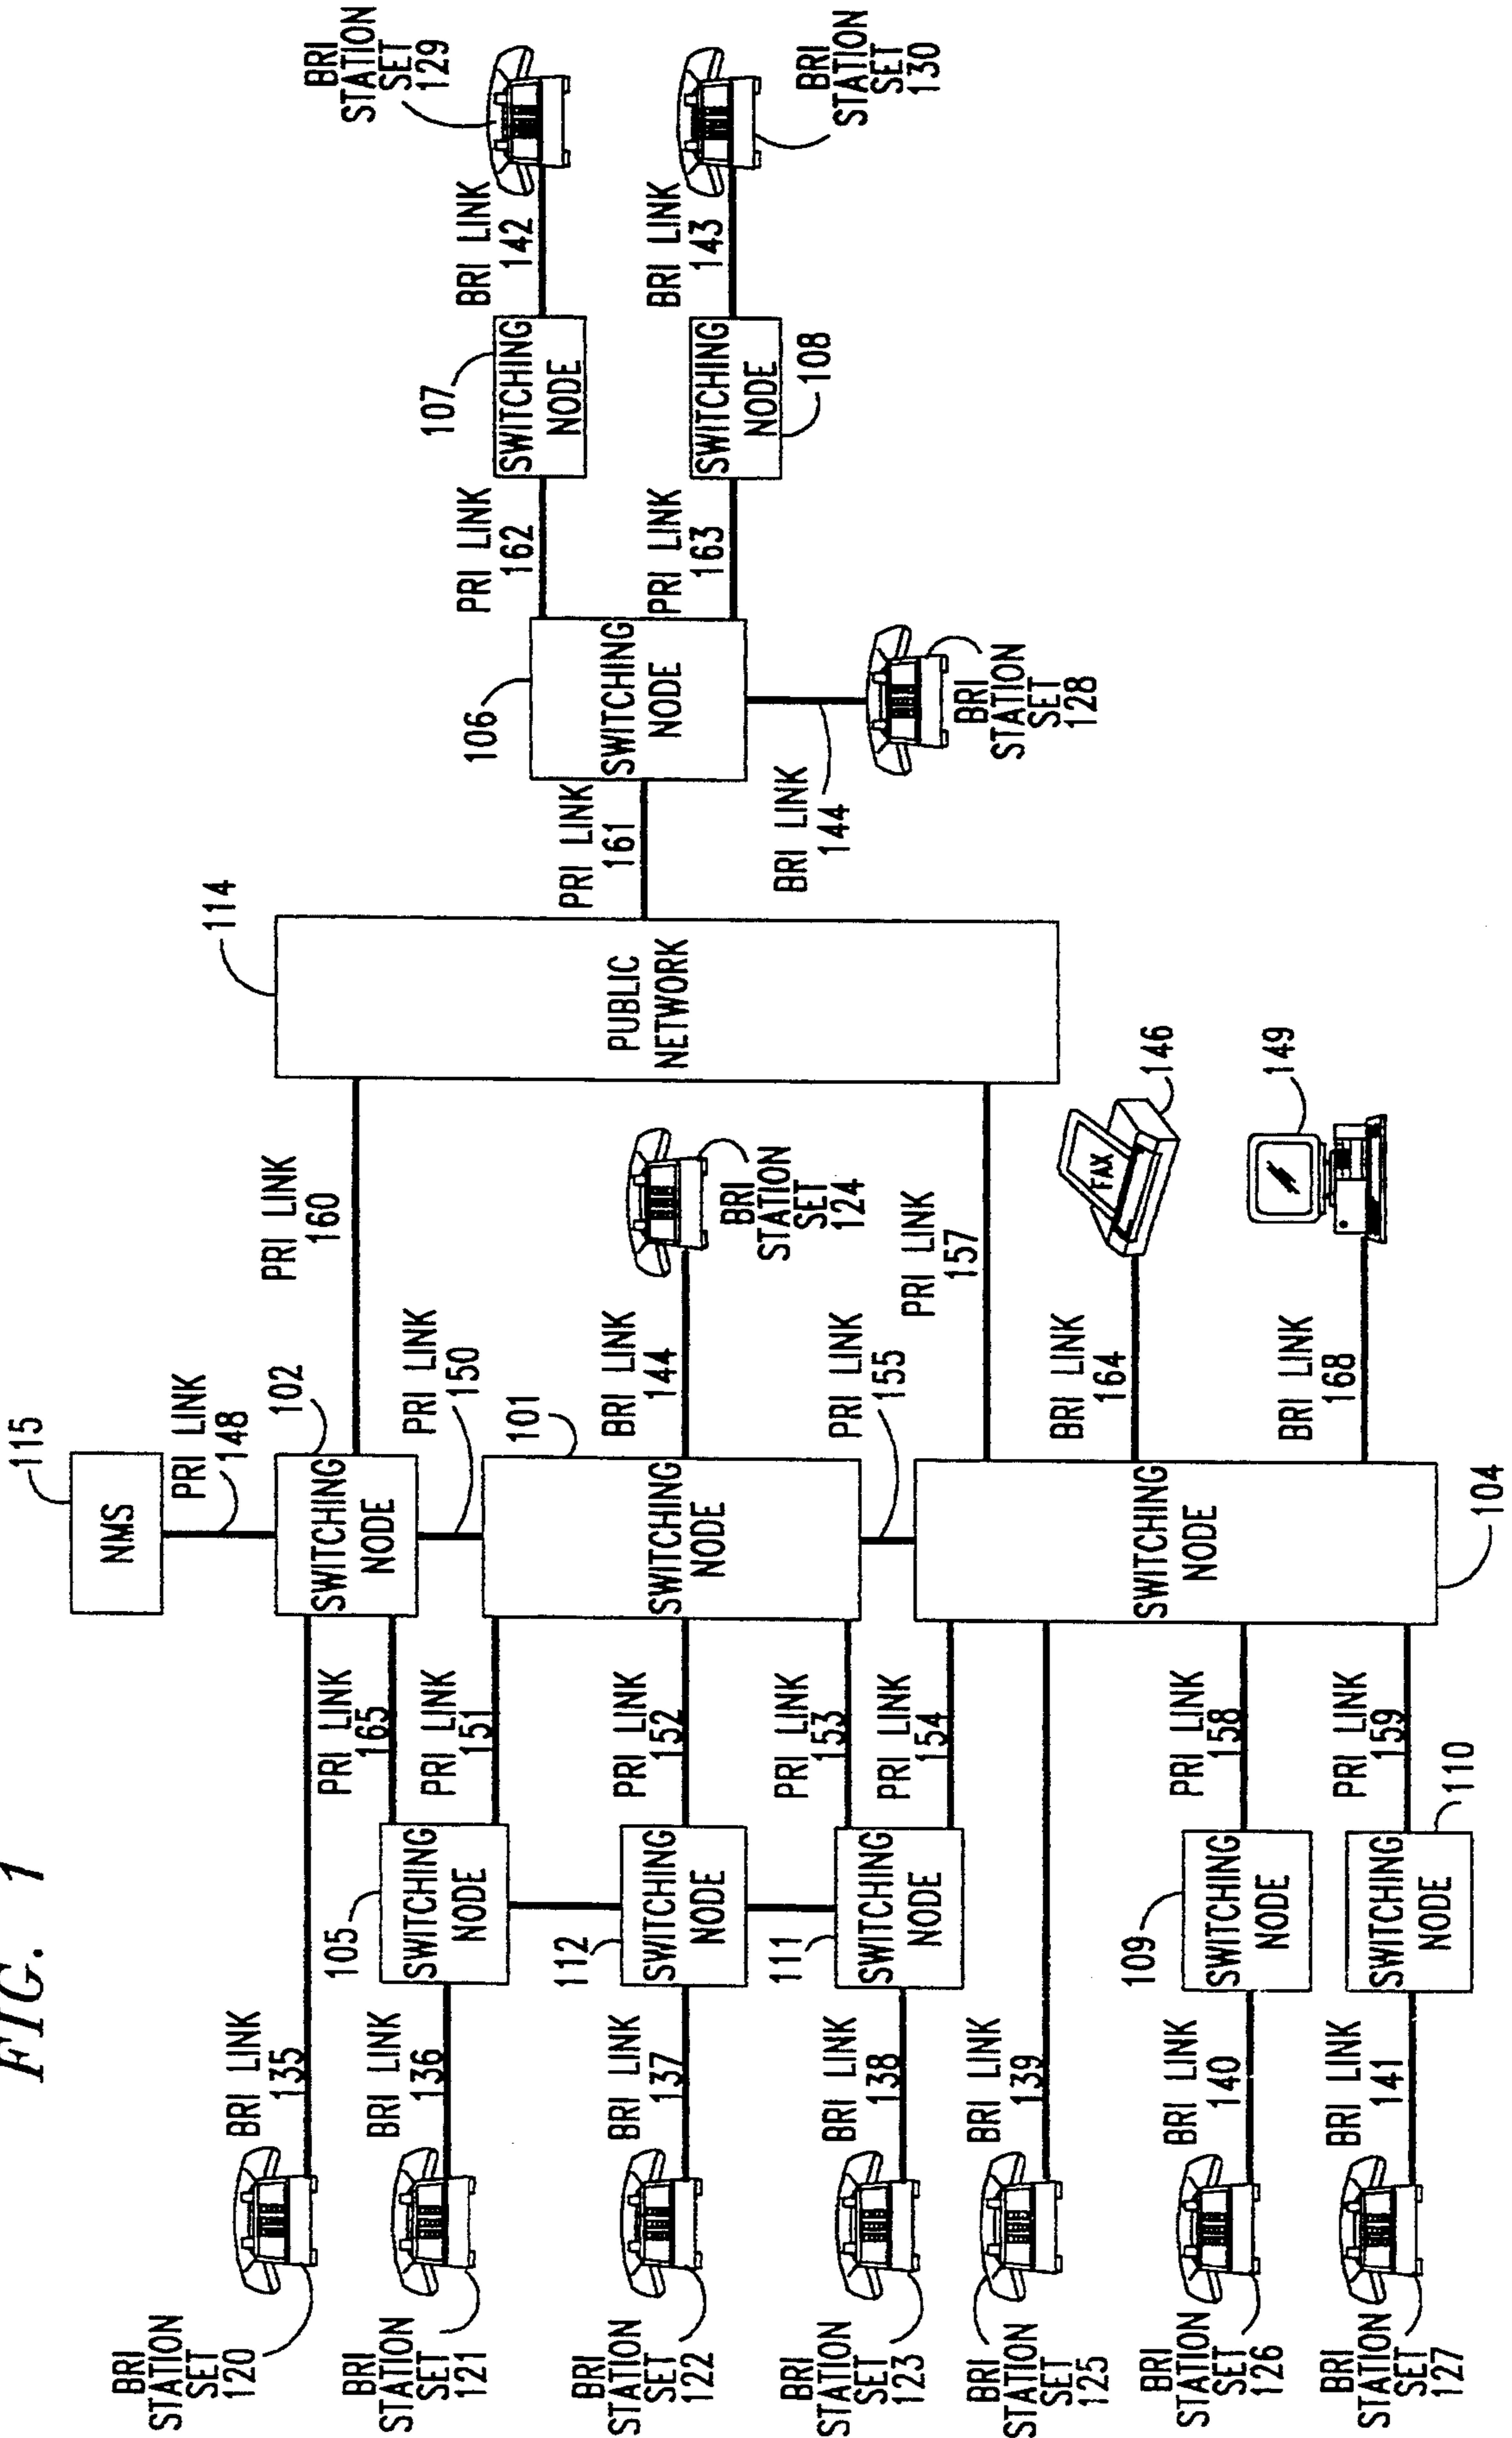 FIG. 1
115
NMS
PRI LINK
148
102
SWITCHING
NODE
PRI LINK
160
PRI LINK
150
101
SWITCHING
NODE
BRI LINK
144
BRI
STATION
SET
124
PRI LINK
155
SWITCHING
NODE
104
PRI LINK
157
BRI LINK
164
FAX
146
BRI LINK
168
149
114
PUBLIC
NETWORK
PRI LINK
161
106
SWITCHING
NODE
BRI LINK
144
BRI
STATION
SET
128
PRI LINK
162
107
SWITCHING
NODE
BRI LINK
142
BRI
STATION
SET
129
PRI LINK
163
SWITCHING
NODE
108
BRI LINK
143
BRI
STATION
SET
130
BRI
STATION
SET
120
BRI LINK
135
BRI
STATION
SET
121
BRI LINK
136
105
SWITCHING
NODE
PRI LINK
165
PRI LINK
151
BRI
STATION
SET
122
BRI LINK
137
112
SWITCHING
NODE
PRI LINK
152
BRI
STATION
SET
123
BRI LINK
138
111
SWITCHING
NODE
PRI LINK
153
PRI LINK
154
BRI
STATION
SET
125
BRI LINK
139
BRI
STATION
SET
126
BRI LINK
140
109
SWITCHING
NODE
PRI LINK
158
BRI
STATION
SET
127
BRI LINK
141
SWITCHING
NODE
110
PRI LINK
159